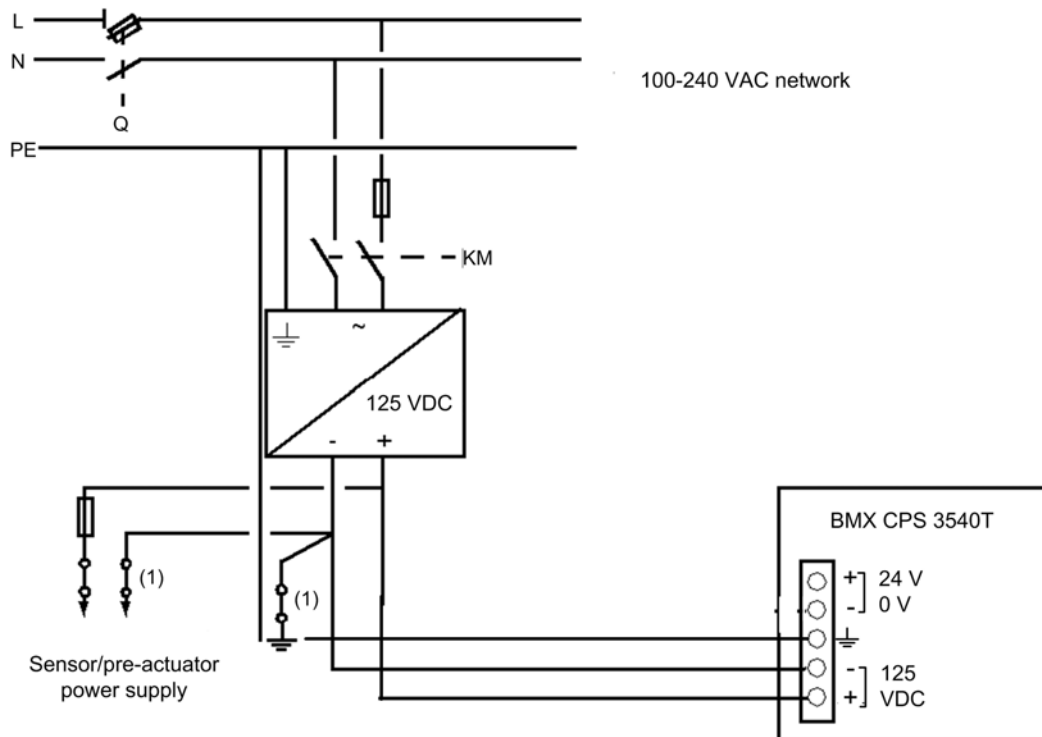 L
N
100-240 VAC network
Q
PE
KM
~
125 VDC
- +
BMX CPS 3540T
(1)
(1)
+ 24 V
- 0 V
- 125
+ VDC
Sensor/pre-actuator
power supply